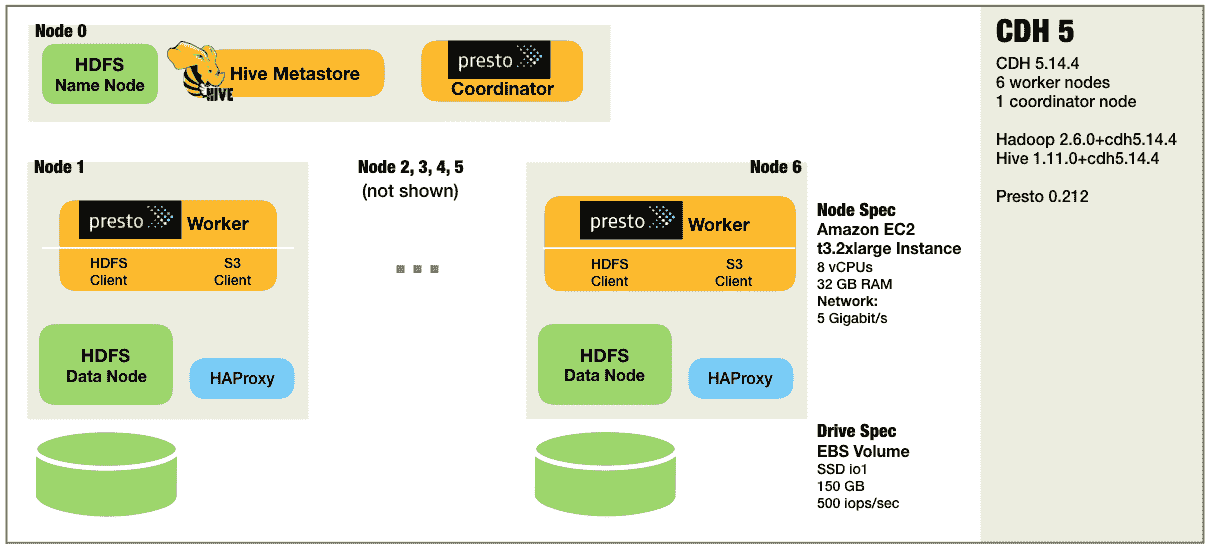 Node 0
HDFS
Name Node
HIVE
Hive Metastore
presto
Coordinator
Node 1
presto
Worker
HDFS
Client
S3
Client
HDFS
Data Node
HAProxy
Node 2, 3, 4, 5
(not shown)
Node 6
presto
Worker
HDFS
Client
S3
Client
HDFS
Data Node
HAProxy
Node Spec
Amazon EC2
t3.2xlarge Instance
8 vCPUs
32 GB RAM
Network:
5 Gigabit/s
Drive Spec
EBS Volume
SSD io1
150 GB
500 iops/sec
CDH 5
CDH 5.14.4
6 worker nodes
1 coordinator node
Hadoop 2.6.0+cdh5.14.4
Hive 1.11.0+cdh5.14.4
Presto 0.212